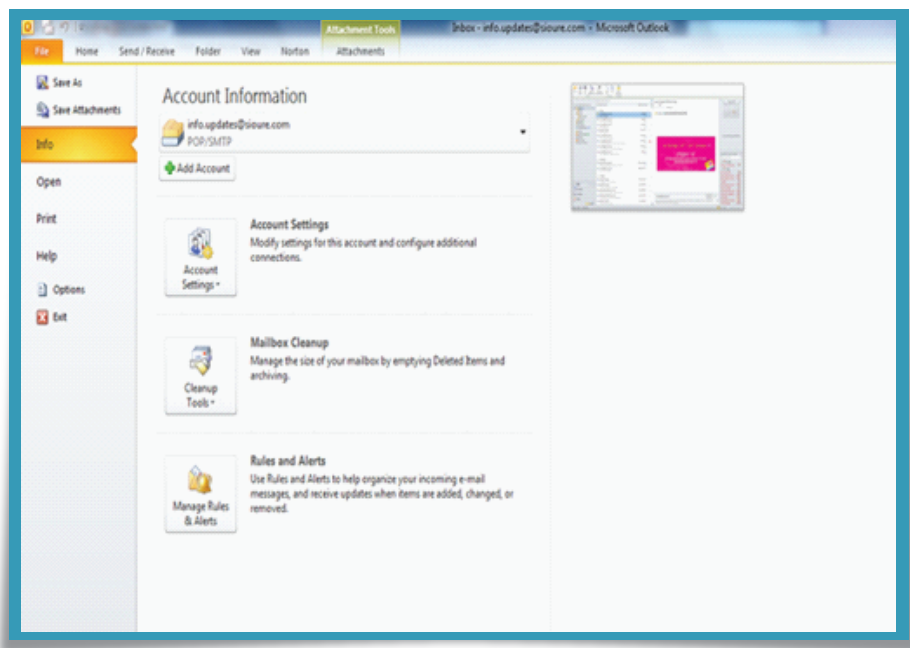 Attachment Tools
Inbox - info.updates@sioure.com - Microsoft Outlook
File Home Send / Receive Folder View Norton Attachments
Save As
Save Attachments
Info
Open
Print
Help
Options
Exit
Account Information
info.updates@sioure.com
POP/SMTP
Add Account
Account Settings
Modify settings for this account and configure additional
connections.
Account
Settings
Mailbox Cleanup
Manage the size of your mailbox by emptying Deleted Items and
archiving.
Cleanup
Tools
Rules and Alerts
Use Rules and Alerts to help organize your incoming e-mail
messages, and receive updates when items are added, changed, or
removed.
Manage Rules
& Alerts